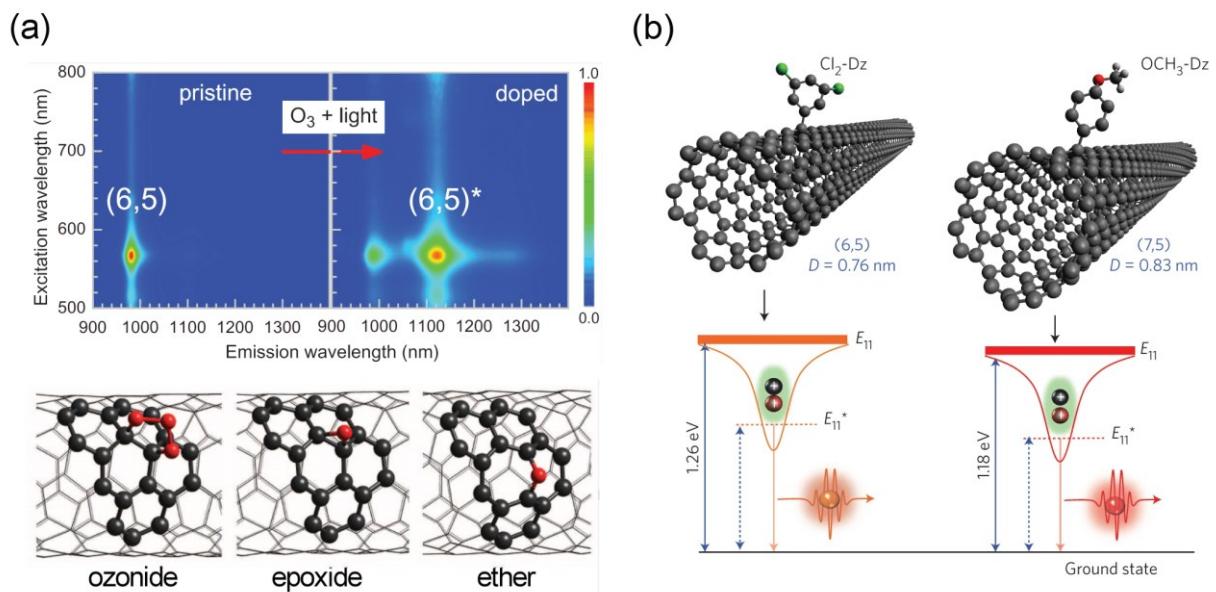 (a)
800
700
600
500
Excitation wavelength (nm)
pristine
doped
O₃ + light
(6,5)
(6,5)*
1.0
0.0
900 1000 1100 1200 1300 900 1000 1100 1200 1300
Emission wavelength (nm)
ozonide
epoxide
ether
(b)
Cl₂-Dz
(6,5)
D = 0.76 nm
E₁₁
+
+
E₁₁*
1.26 eV
OCH₃-Dz
(7,5)
D = 0.83 nm
E₁₁
+
+
E₁₁*
1.18 eV
Ground state